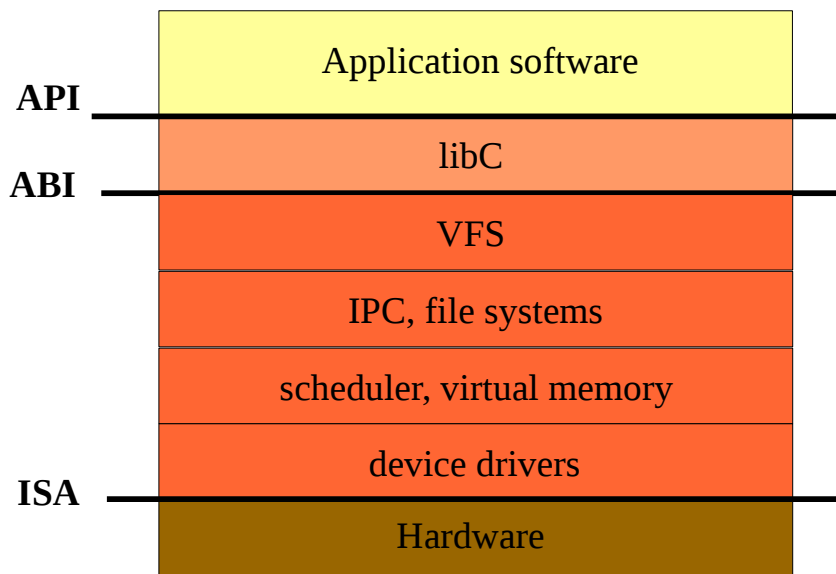 Application software
API
libC
ABI
VFS
IPC, file systems
scheduler, virtual memory
device drivers
ISA
Hardware